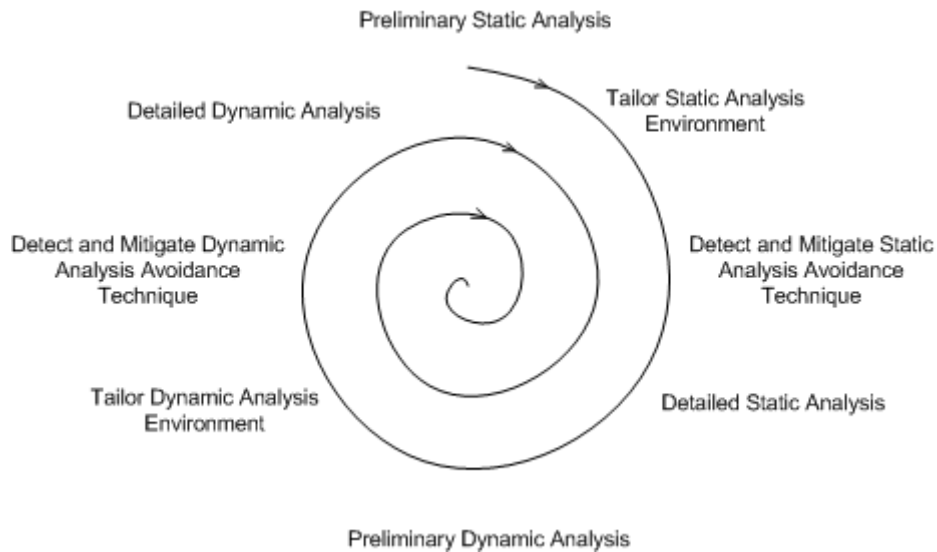 Preliminary Static Analysis
Tailor Static Analysis
Environment
Detect and Mitigate Static
Analysis Avoidance
Technique
Detailed Static Analysis
Preliminary Dynamic Analysis
Tailor Dynamic Analysis
Environment
Detect and Mitigate Dynamic
Analysis Avoidance
Technique
Detailed Dynamic Analysis